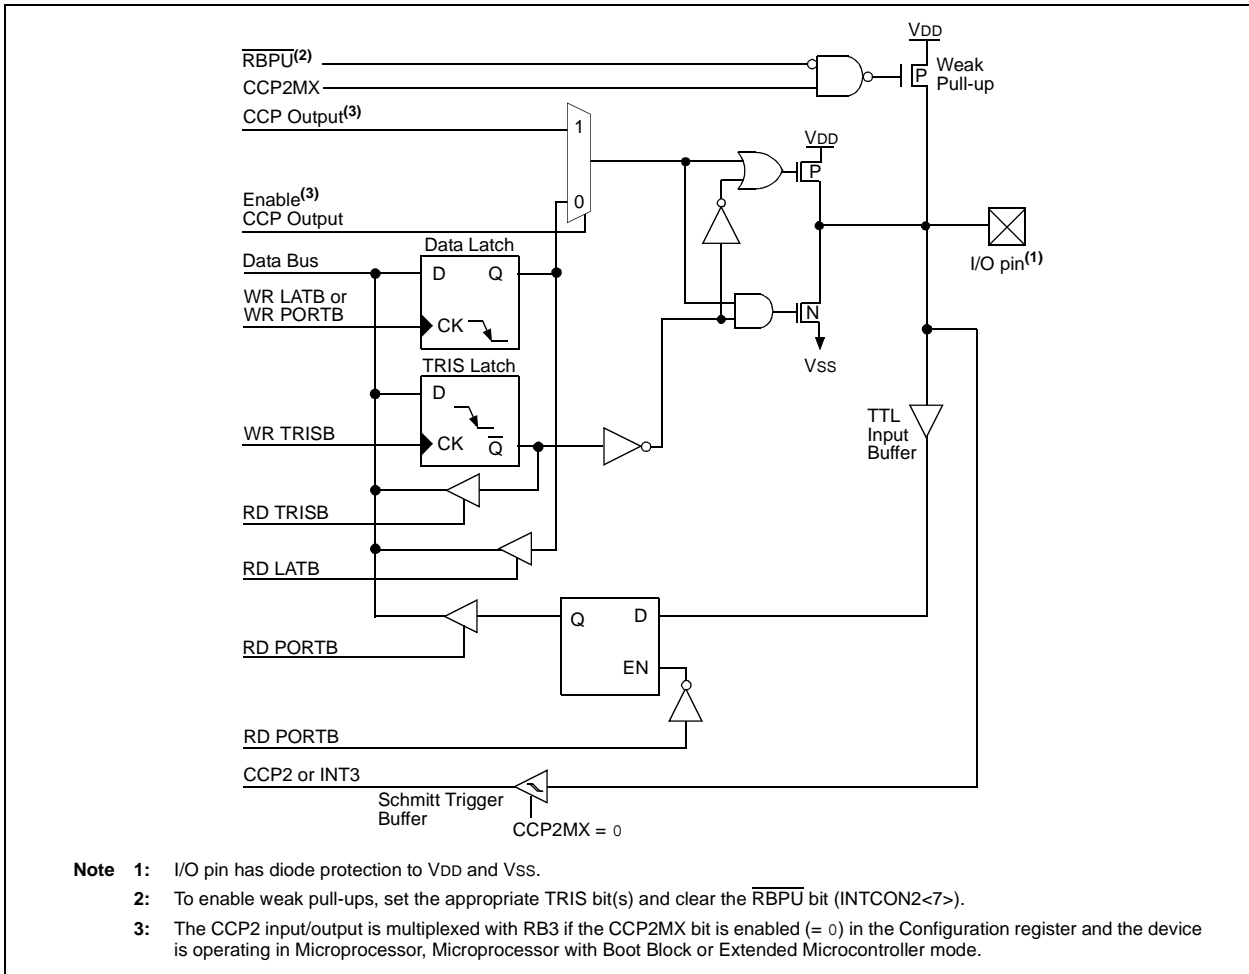 VDD
RBPU(2)
Weak
Pull-up
P
CCP2MX
CCP Output(3)
1
VDD
P
Enable(3)
CCP Output
0
Data Latch
Data Bus
D Q
I/O pin(1)
WR LATB or
WR PORTB
CK
N
VSS
TRIS Latch
D
TTL
Input
Buffer
WR TRISB
CK Q
RD TRISB
RD LATB
Q D
RD PORTB
EN
RD PORTB
CCP2 or INT3
Schmitt Trigger
Buffer
CCP2MX = 0
Note 1: I/O pin has diode protection to VDD and VSS.
2: To enable weak pull-ups, set the appropriate TRIS bit(s) and clear the RBPU bit (INTCON2<7>).
3: The CCP2 input/output is multiplexed with RB3 if the CCP2MX bit is enabled (= 0) in the Configuration register and the device
is operating in Microprocessor, Microprocessor with Boot Block or Extended Microcontroller mode.